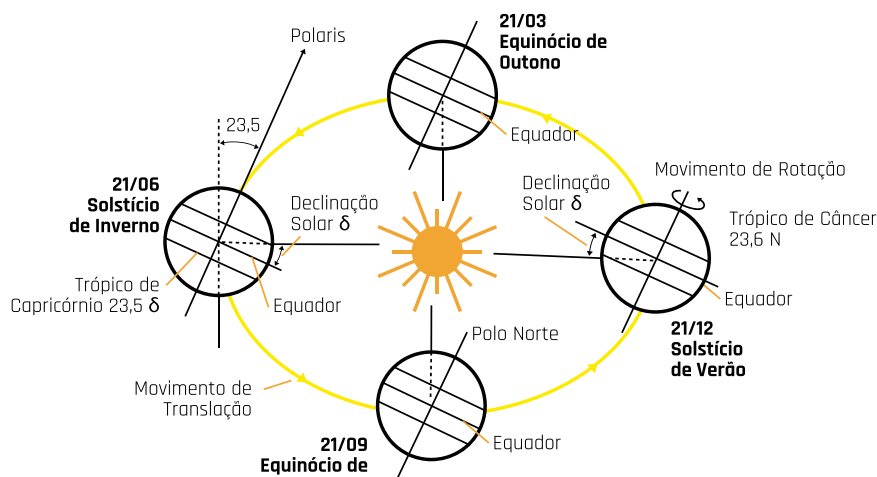 21/03
Equinócio de
Outono
Polaris
23,5
Equador
Movimento de Rotação
21/06
Solstício
de Inverno
Declinação
Solar δ
Declinação
Solar δ
Trópico de Câncer
23,6 N
Trópico de
Capricórnio 23,5 δ
Equador
Equador
21/12
Solstício
de Verão
Polo Norte
Movimento de
Translação
Equador
21/09
Equinócio de